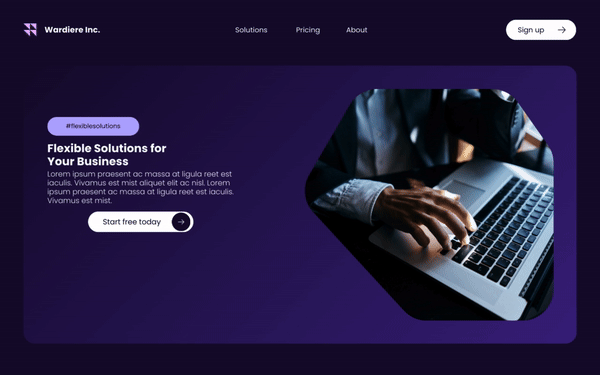 Wardiere Inc.
Solutions
Pricing
About
Sign up
#flexiblesolutions
Flexible Solutions for
Your Business
Lorem ipsum praesent ac massa at ligula reet est
iaculis. Vivamus est mist aliquet elit ac nisl. Lorem
ipsum praesent ac massa at ligula reet est iaculis.
Vivamus est mist.
Start free today